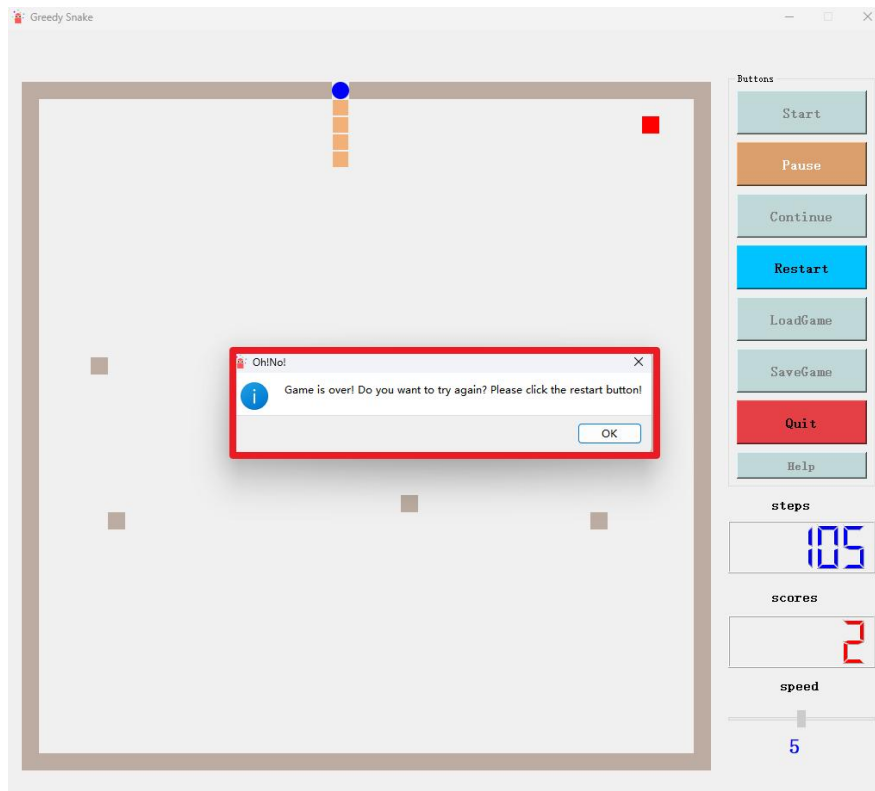 Greedy Snake
Buttons
Start
Pause
Continue
Restart
LoadGame
SaveGame
Quit
Help
Oh!No!
Game is over! Do you want to try again? Please click the restart button!
OK
steps
105
scores
2
speed
5